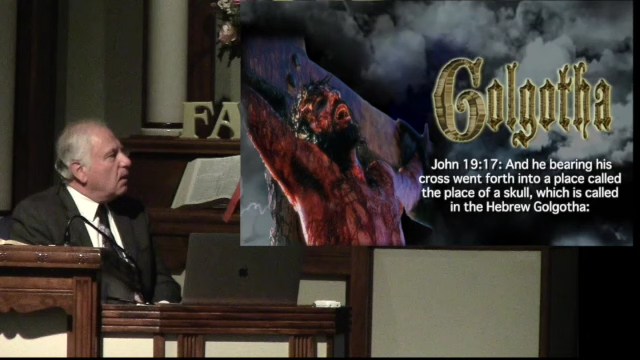 FA
Golgotha
John 19:17: And he bearing his
cross went forth into a place called
the place of a skull, which is called
in the Hebrew Golgotha: